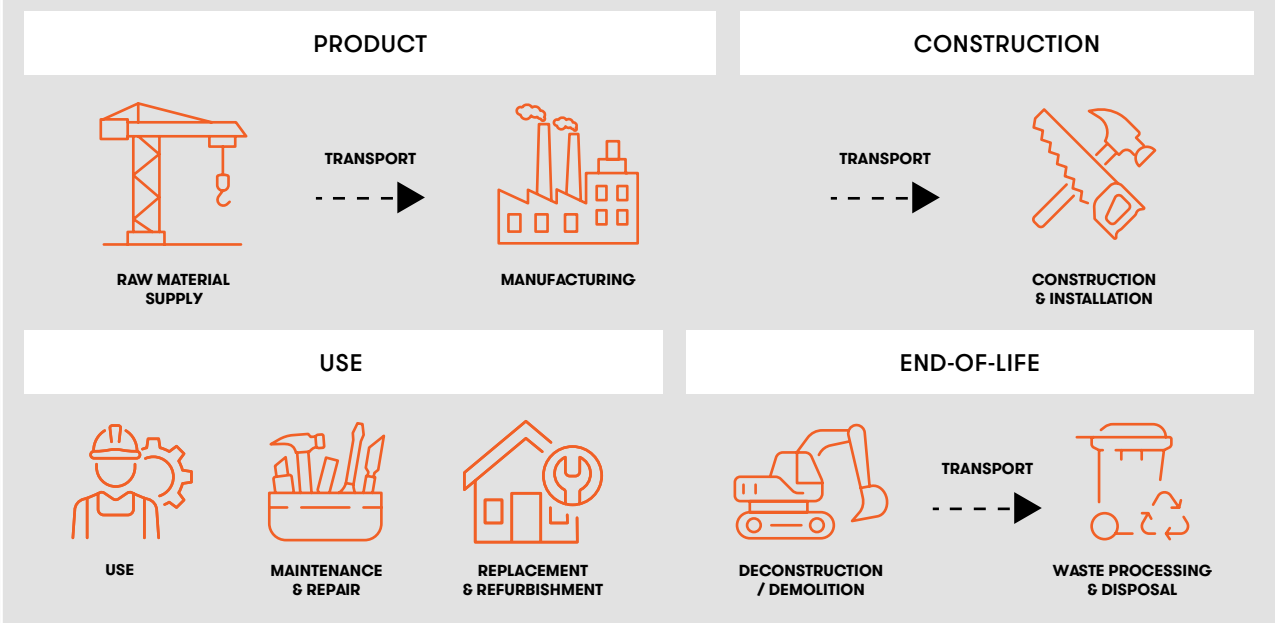 PRODUCT
CONSTRUCTION
TRANSPORT
TRANSPORT
RAW MATERIAL
SUPPLY
MANUFACTURING
CONSTRUCTION
& INSTALLATION
USE
END-OF-LIFE
TRANSPORT
USE
MAINTENANCE
& REPAIR
REPLACEMENT
& REFURBISHMENT
DECONSTRUCTION
/ DEMOLITION
WASTE PROCESSING
& DISPOSAL